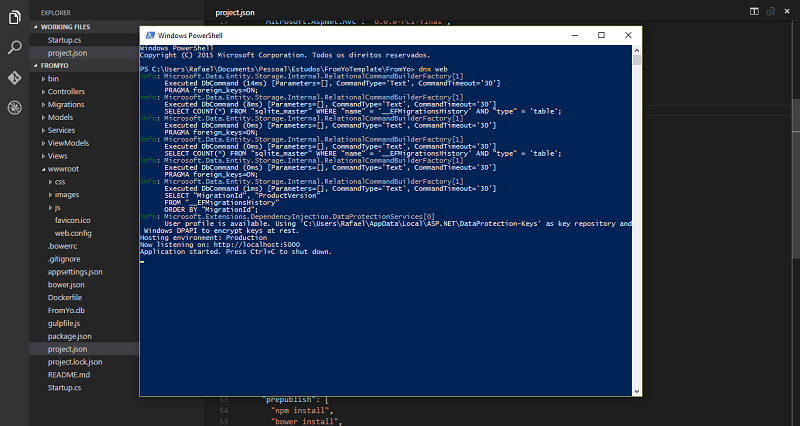 EXPLORER
WORKING FILES
Startup.cs
project.json
FROMYO
bin
Controllers
Migrations
Models
Services
ViewModels
Views
wwwroot
css
images
js
favicon.ico
web.config
.bowerrc
.gitignore
appsettings.json
bower.json
Dockerfile
FromYo.db
gulpfile.js
package.json
project.json
project.lock.json
README.md
Startup.cs
project.json
"Microsoft.AspNet.Mvc": "6.0.0-rc1-final",
Windows PowerShell
Windows PowerShell
Copyright (C) 2015 Microsoft Corporation. Todos os direitos reservados.
PS C:\Users\Rafael\Documents\Pessoal\Estudos\FromYoTemplate\FromYo> dnx web
info: Microsoft.Data.Entity.Storage.Internal.RelationalCommandBuilderFactory[1]
Executed DbCommand (14ms) [Parameters=[], CommandType='Text', CommandTimeout='30']
PRAGMA foreign_keys=ON;
info: Microsoft.Data.Entity.Storage.Internal.RelationalCommandBuilderFactory[1]
Executed DbCommand (8ms) [Parameters=[], CommandType='Text', CommandTimeout='30']
SELECT COUNT(*) FROM "sqlite_master" WHERE "name" = '__EFMigrationsHistory' AND "type" = 'table';
info: Microsoft.Data.Entity.Storage.Internal.RelationalCommandBuilderFactory[1]
Executed DbCommand (0ms) [Parameters=[], CommandType='Text', CommandTimeout='30']
PRAGMA foreign_keys=ON;
info: Microsoft.Data.Entity.Storage.Internal.RelationalCommandBuilderFactory[1]
Executed DbCommand (0ms) [Parameters=[], CommandType='Text', CommandTimeout='30']
SELECT COUNT(*) FROM "sqlite_master" WHERE "name" = '__EFMigrationsHistory' AND "type" = 'table';
info: Microsoft.Data.Entity.Storage.Internal.RelationalCommandBuilderFactory[1]
Executed DbCommand (0ms) [Parameters=[], CommandType='Text', CommandTimeout='30']
PRAGMA foreign_keys=ON;
info: Microsoft.Data.Entity.Storage.Internal.RelationalCommandBuilderFactory[1]
Executed DbCommand (1ms) [Parameters=[], CommandType='Text', CommandTimeout='30']
SELECT "MigrationId", "ProductVersion"
FROM "__EFMigrationsHistory"
ORDER BY "MigrationId";
info: Microsoft.Extensions.DependencyInjection.DataProtectionServices[0]
User profile is available. Using 'C:\Users\Rafael\AppData\Local\ASP.NET\DataProtection-Keys' as key repository and
Windows DPAPI to encrypt keys at rest.
Hosting environment: Production
Now listening on: http://localhost:5000
Application started. Press Ctrl+C to shut down.
53 "prepublish": [
54 "npm install",
55 "bower install",